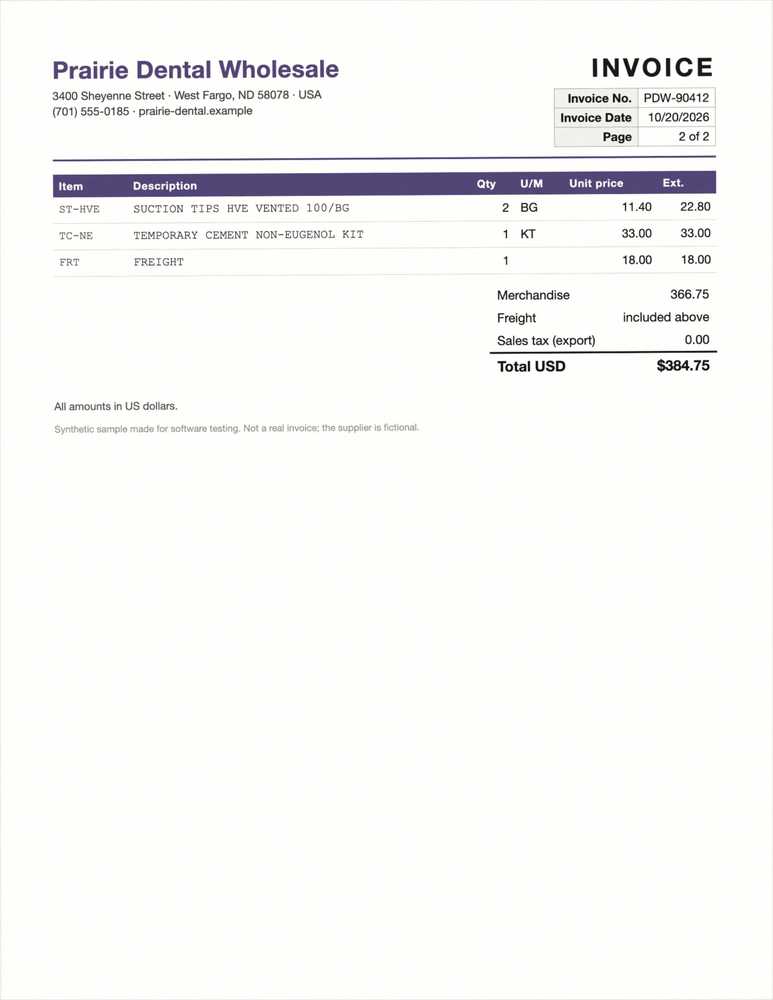 Prairie Dental Wholesale
3400 Sheyenne Street · West Fargo, ND 58078 · USA
(701) 555-0185 · prairie-dental.example
INVOICE
Invoice No. PDW-90412
Invoice Date 10/20/2026
Page 2 of 2
Item Description Qty U/M Unit price Ext.
ST-HVE SUCTION TIPS HVE VENTED 100/BG 2 BG 11.40 22.80
TC-NE TEMPORARY CEMENT NON-EUGENOL KIT 1 KT 33.00 33.00
FRT FREIGHT 1 18.00 18.00
Merchandise 366.75
Freight included above
Sales tax (export) 0.00
Total USD $384.75
All amounts in US dollars.
Synthetic sample made for software testing. Not a real invoice; the supplier is fictional.